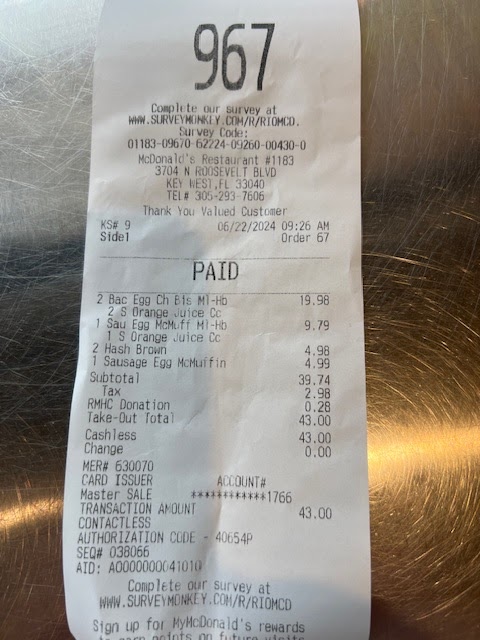 967
Complete our survey at
WWW.SURVEYMONKEY.COM/R/RIOMCD.
Survey Code:
01183-09670-62224-09260-00430-0
McDonald's Restaurant #1183
3704 N ROOSEVELT BLVD
KEY WEST,FL 33040
TEL# 305-293-7606
Thank You Valued Customer
KS# 9 06/22/2024 09:26 AM
Side1 Order 67
PAID
2 Bac Egg Ch Bis Ml-Hb 19.98
2 S Orange Juice Cc
1 Sau Egg McMuff Ml-Hb 9.79
1 S Orange Juice Cc
2 Hash Brown 4.98
1 Sausage Egg McMuffin 4.99
Subtotal 39.74
Tax 2.98
RMHC Donation 0.28
Take-Out Total 43.00
Cashless 43.00
Change 0.00
MER# 630070
CARD ISSUER ACCOUNT#
Master SALE ************1766
TRANSACTION AMOUNT 43.00
CONTACTLESS
AUTHORIZATION CODE - 40654P
SEQ# 038066
AID: A0000000041010
Complete our survey at
WWW.SURVEYMONKEY.COM/R/RIOMCD
Sign up for MyMcDonald's rewards
to earn points on future visits